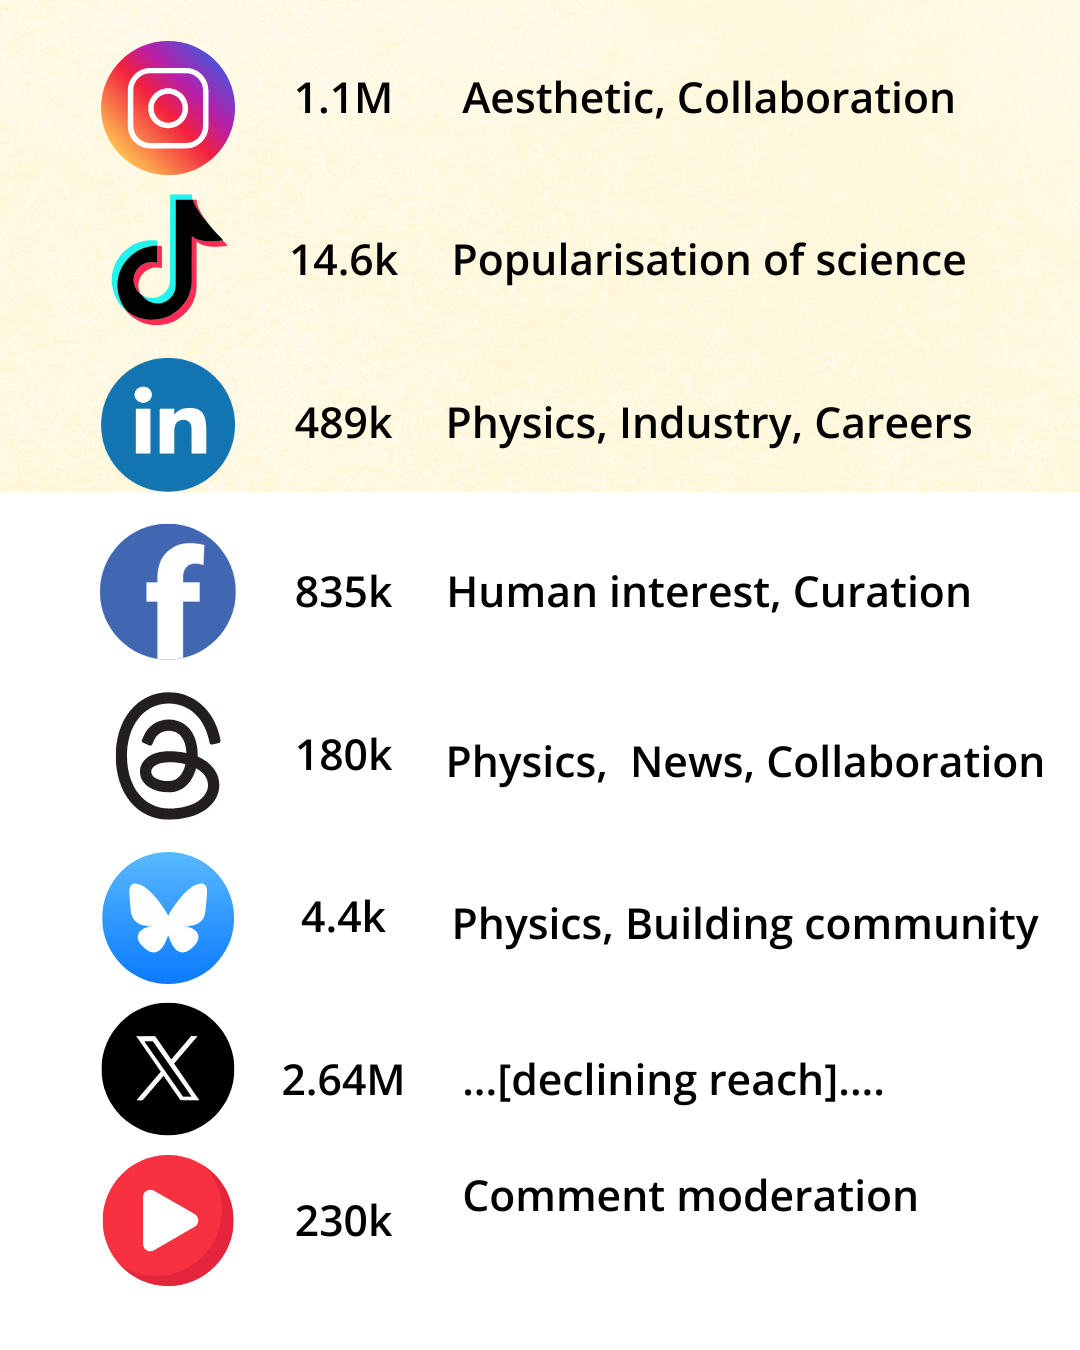 1.1M Aesthetic, Collaboration
14.6k Popularisation of science
in 489k Physics, Industry, Careers
f 835k Human interest, Curation
180k Physics, News, Collaboration
4.4k Physics, Building community
X 2.64M ...[declining reach]....
230k Comment moderation